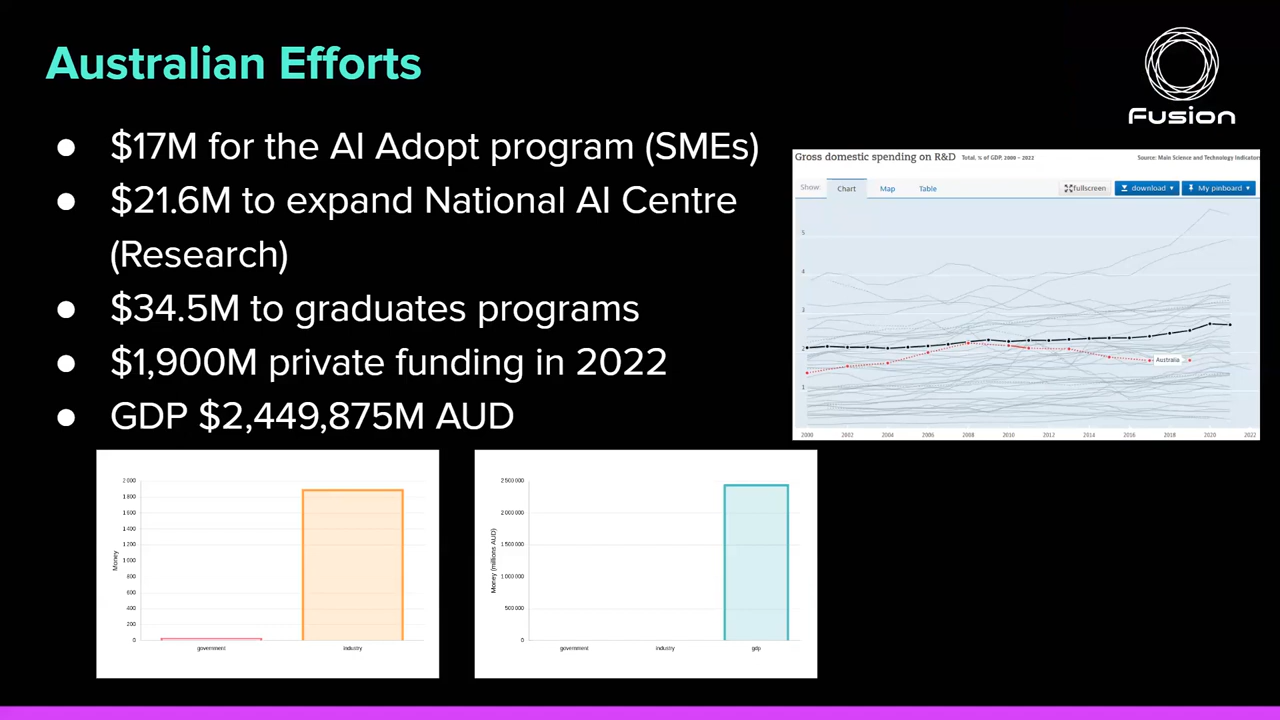 Australian Efforts
Fusion
● $17M for the AI Adopt program (SMEs)
● $21.6M to expand National AI Centre
(Research)
● $34.5M to graduates programs
● $1,900M private funding in 2022
● GDP $2,449,875M AUD
Gross domestic spending on R&D Total, % of GDP, 2000 – 2022 Source: Main Science and Technology Indicators
Show: Chart Map Table fullscreen download My pinboard
5
4
3
2
1
Australia
2000 2002 2004 2006 2008 2010 2012 2014 2016 2018 2020 2022
Money
2 000
1 800
1 600
1 400
1 200
1 000
800
600
400
200
0
government industry
Money (millions AUD)
2 500 000
2 000 000
1 500 000
1 000 000
500 000
0
government industry gdp